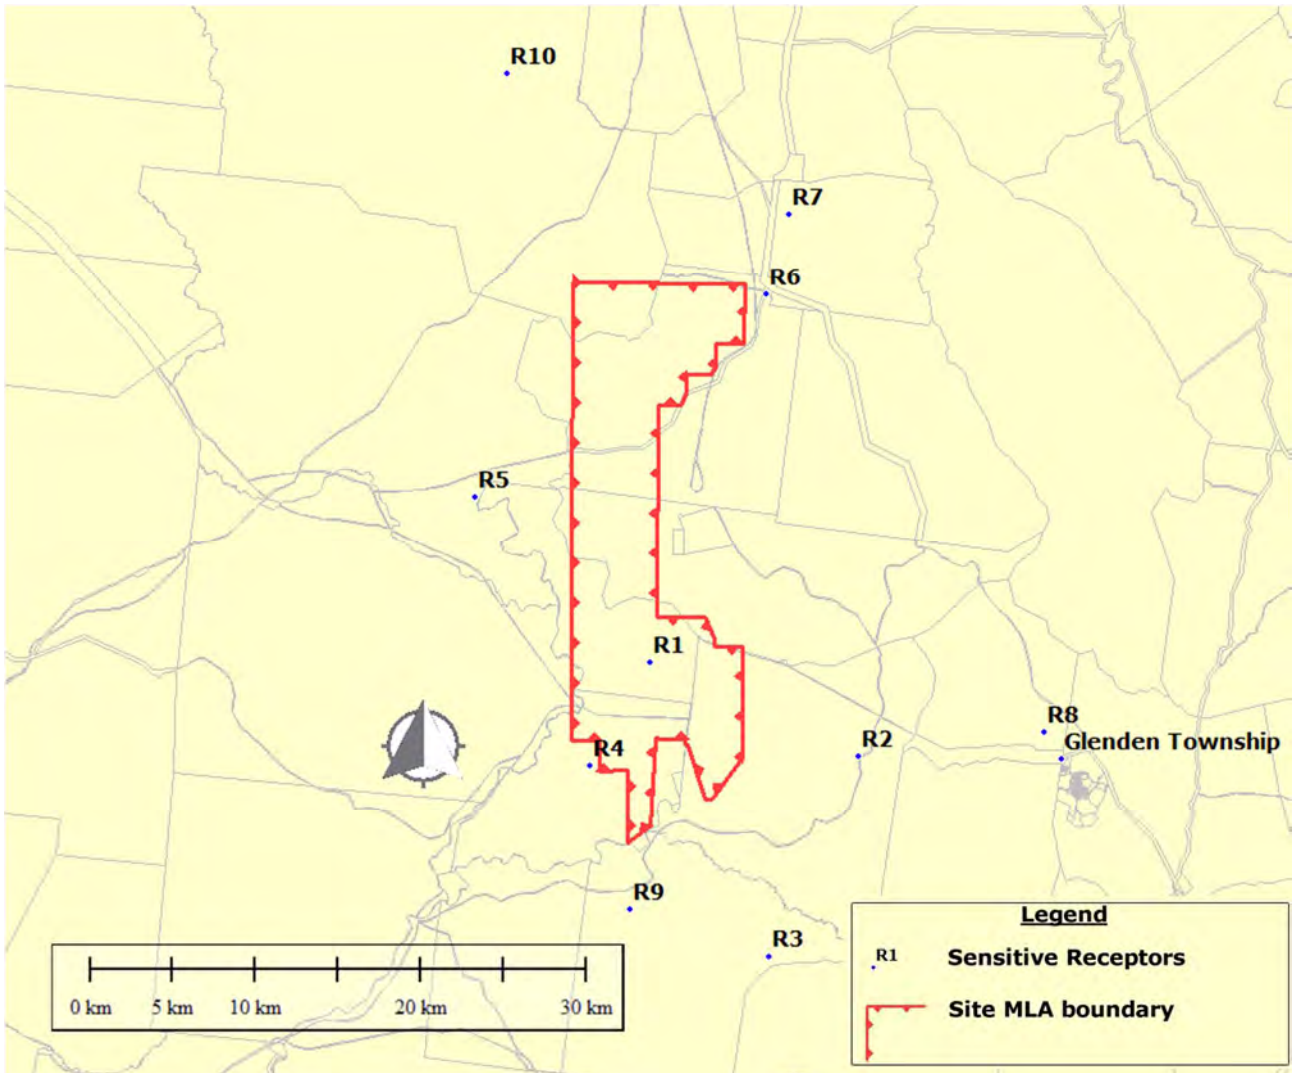 R10
R7
R6
R5
R1
R8
R2
Glenden Township
R4
R9
R3
Legend
R1 Sensitive Receptors
Site MLA boundary
0 km 5 km 10 km 20 km 30 km